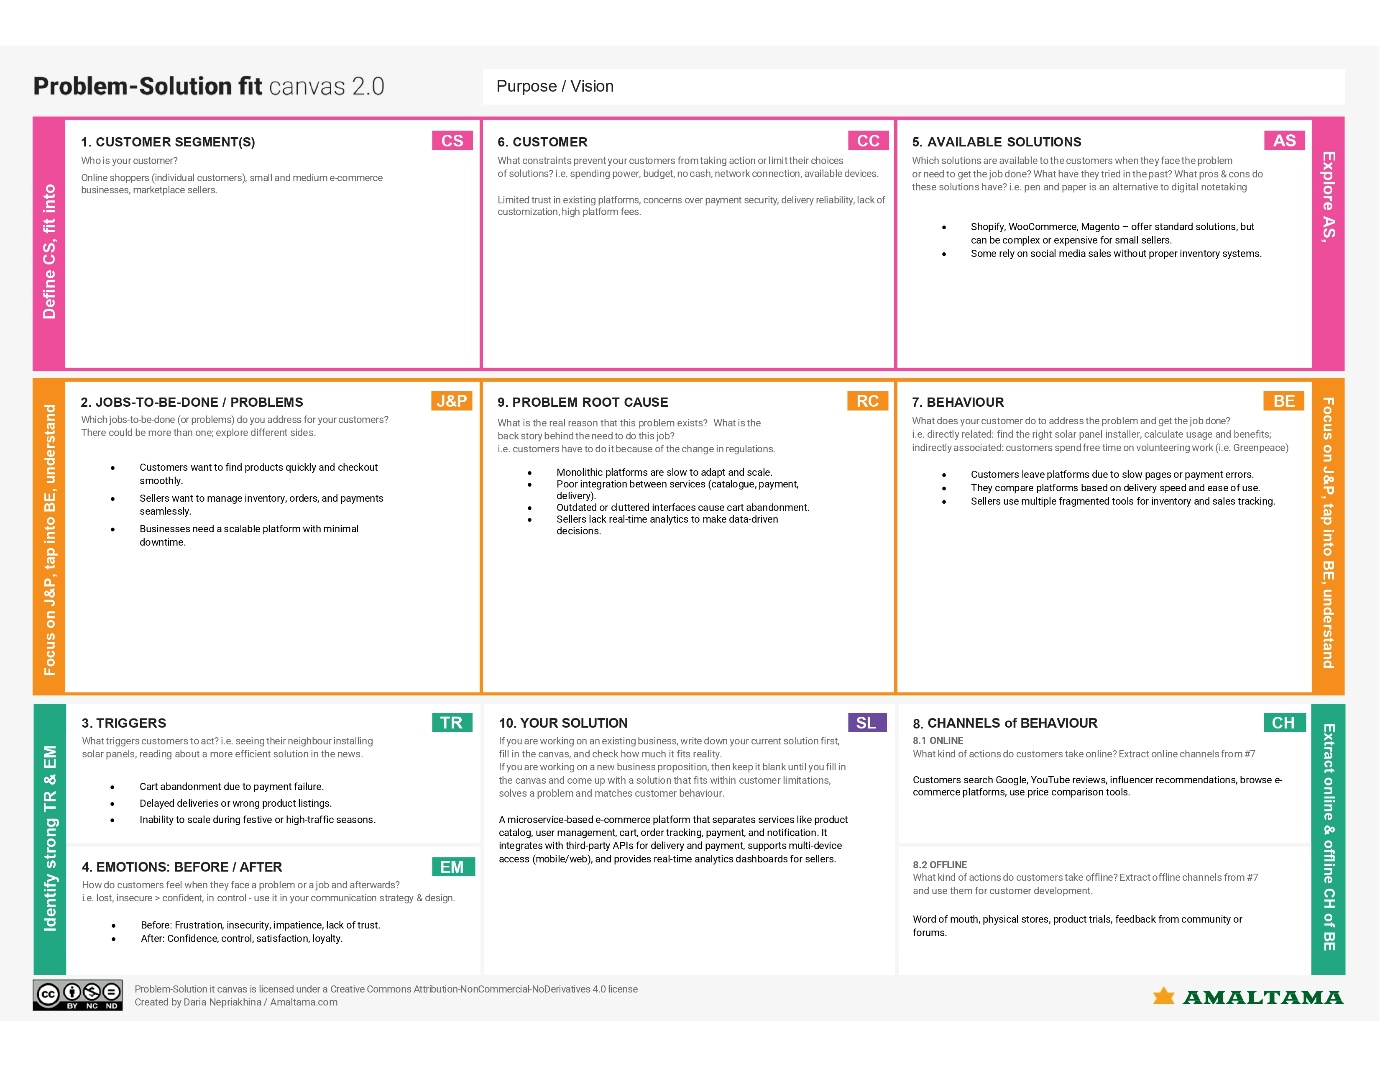 Problem-Solution fit canvas 2.0
Purpose / Vision
Define CS, fit into
1. CUSTOMER SEGMENT(S)
CS
Who is your customer?
Online shoppers (individual customers), small and medium e-commerce
businesses, marketplace sellers.
6. CUSTOMER
CC
What constraints prevent your customers from taking action or limit their choices
of solutions? i.e. spending power, budget, no cash, network connection, available devices.
Limited trust in existing platforms, concerns over payment security, delivery reliability, lack of
customization, high platform fees.
5. AVAILABLE SOLUTIONS
AS
Which solutions are available to the customers when they face the problem
or need to get the job done? What have they tried in the past? What pros & cons do
these solutions have? i.e. pen and paper is an alternative to digital notetaking
• Shopify, WooCommerce, Magento – offer standard solutions, but
can be complex or expensive for small sellers.
• Some rely on social media sales without proper inventory systems.
Explore AS,
Focus on J&P, tap into BE, understand
2. JOBS-TO-BE-DONE / PROBLEMS
J&P
Which jobs-to-be-done (or problems) do you address for your customers?
There could be more than one; explore different sides.
• Customers want to find products quickly and checkout
smoothly.
• Sellers want to manage inventory, orders, and payments
seamlessly.
• Businesses need a scalable platform with minimal
downtime.
9. PROBLEM ROOT CAUSE
RC
What is the real reason that this problem exists? What is the
back story behind the need to do this job?
i.e. customers have to do it because of the change in regulations.
• Monolithic platforms are slow to adapt and scale.
• Poor integration between services (catalogue, payment,
delivery).
• Outdated or cluttered interfaces cause cart abandonment.
• Sellers lack real-time analytics to make data-driven
decisions.
7. BEHAVIOUR
BE
What does your customer do to address the problem and get the job done?
i.e. directly related: find the right solar panel installer, calculate usage and benefits;
indirectly associated: customers spend free time on volunteering work (i.e. Greenpeace)
• Customers leave platforms due to slow pages or payment errors.
• They compare platforms based on delivery speed and ease of use.
• Sellers use multiple fragmented tools for inventory and sales tracking.
Focus on J&P, tap into BE, understand
Identify strong TR & EM
3. TRIGGERS
TR
What triggers customers to act? i.e. seeing their neighbour installing
solar panels, reading about a more efficient solution in the news.
• Cart abandonment due to payment failure.
• Delayed deliveries or wrong product listings.
• Inability to scale during festive or high-traffic seasons.
4. EMOTIONS: BEFORE / AFTER
EM
How do customers feel when they face a problem or a job and afterwards?
i.e. lost, insecure > confident, in control - use it in your communication strategy & design.
• Before: Frustration, insecurity, impatience, lack of trust.
• After: Confidence, control, satisfaction, loyalty.
10. YOUR SOLUTION
SL
If you are working on an existing business, write down your current solution first,
fill in the canvas, and check how much it fits reality.
If you are working on a new business proposition, then keep it blank until you fill in
the canvas and come up with a solution that fits within customer limitations,
solves a problem and matches customer behaviour.
A microservice-based e-commerce platform that separates services like product
catalog, user management, cart, order tracking, payment, and notification. It
integrates with third-party APIs for delivery and payment, supports multi-device
access (mobile/web), and provides real-time analytics dashboards for sellers.
8. CHANNELS of BEHAVIOUR
CH
8.1 ONLINE
What kind of actions do customers take online? Extract online channels from #7
Customers search Google, YouTube reviews, influencer recommendations, browse e-
commerce platforms, use price comparison tools.
8.2 OFFLINE
What kind of actions do customers take offline? Extract offline channels from #7
and use them for customer development.
Word of mouth, physical stores, product trials, feedback from community or
forums.
Extract online & offline CH of BE
cc BY NC ND
Problem-Solution it canvas is licensed under a Creative Commons Attribution-NonCommercial-NoDerivatives 4.0 license
Created by Daria Nepriakhina / Amaltama.com
AMALTAMA